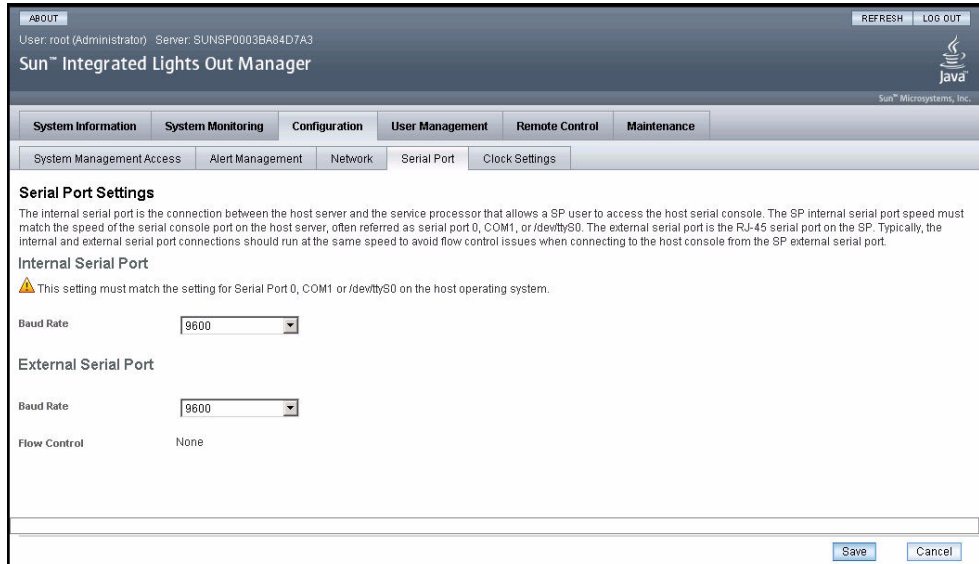 ABOUT
REFRESH LOG OUT
User: root (Administrator) Server: SUNSP0003BA84D7A3
Sun™ Integrated Lights Out Manager
Java™
Sun™ Microsystems, Inc.
System Information System Monitoring Configuration User Management Remote Control Maintenance
System Management Access Alert Management Network Serial Port Clock Settings
Serial Port Settings
The internal serial port is the connection between the host server and the service processor that allows a SP user to access the host serial console. The SP internal serial port speed must
match the speed of the serial console port on the host server, often referred as serial port 0, COM1, or /dev/ttyS0. The external serial port is the RJ-45 serial port on the SP. Typically, the
internal and external serial port connections should run at the same speed to avoid flow control issues when connecting to the host console from the SP external serial port.
Internal Serial Port
This setting must match the setting for Serial Port 0, COM1 or /dev/ttyS0 on the host operating system.
Baud Rate 9600
External Serial Port
Baud Rate 9600
Flow Control None
Save Cancel